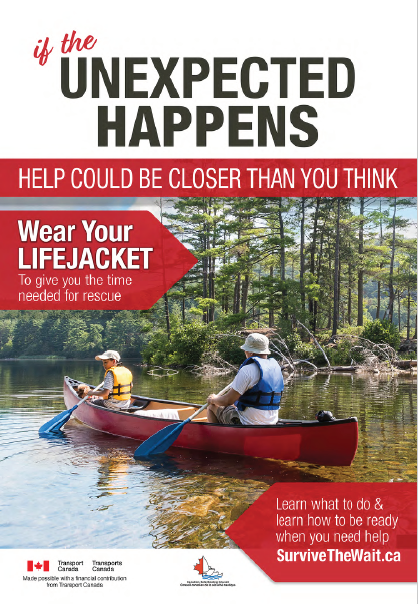 if the
UNEXPECTED
HAPPENS
HELP COULD BE CLOSER THAN YOU THINK
Wear Your
LIFEJACKET
To give you the time
needed for rescue
Learn what to do &
learn how to be ready
when you need help
SurviveTheWait.ca
Transport Canada
Transports Canada
Made possible with a financial contribution
from Transport Canada.